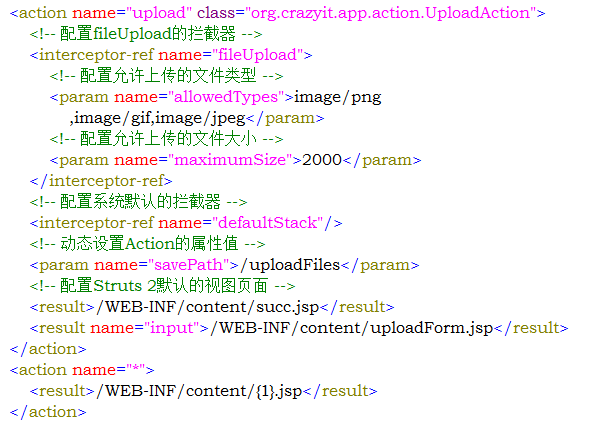 <action name="upload" class="org.crazyit.app.action.UploadAction">
<!-- 配置fileUpload的拦截器 -->
<interceptor-ref name="fileUpload">
<!-- 配置允许上传的文件类型 -->
<param name="allowedTypes">image/png
,image/gif,image/jpeg</param>
<!-- 配置允许上传的文件大小 -->
<param name="maximumSize">2000</param>
</interceptor-ref>
<!-- 配置系统默认的拦截器 -->
<interceptor-ref name="defaultStack"/>
<!-- 动态设置Action的属性值 -->
<param name="savePath">/uploadFiles</param>
<!-- 配置Struts 2默认的视图页面 -->
<result>/WEB-INF/content/succ.jsp</result>
<result name="input">/WEB-INF/content/uploadForm.jsp</result>
</action>
<action name="*">
<result>/WEB-INF/content/{1}.jsp</result>
</action>